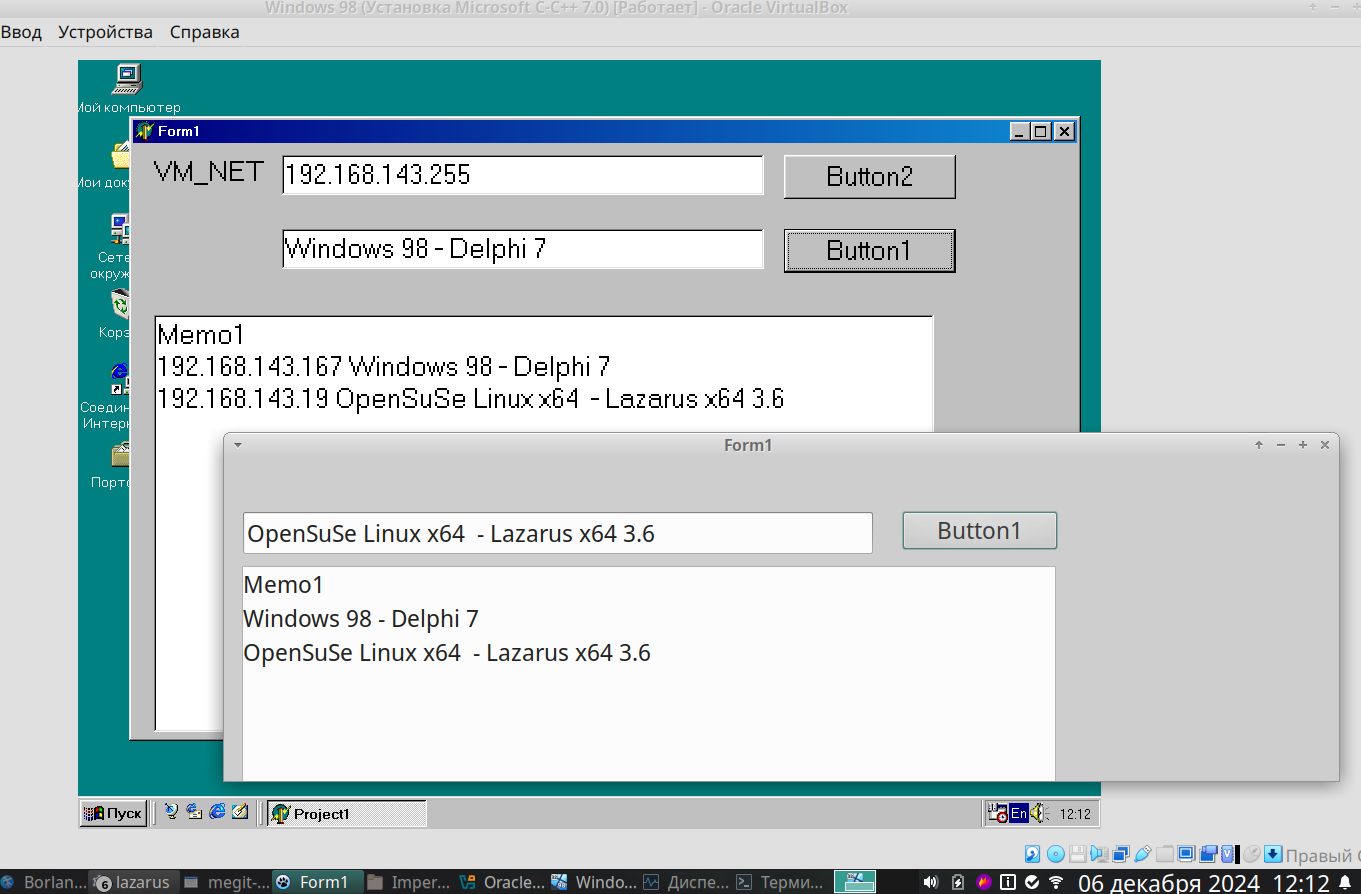 Windows 98 (Установка Microsoft C-C++ 7.0) [Работает] - Oracle VirtualBox
Ввод Устройства Справка
Мой компьютер
Form1
VM_NET 192.168.143.255 Button2
Мои доку
Windows 98 - Delphi 7 Button1
Сете
окруж
Memo1
Корз
192.168.143.167 Windows 98 - Delphi 7
192.168.143.19 OpenSuSe Linux x64  - Lazarus x64 3.6
Соедин
Интерн
Порто
Form1
OpenSuSe Linux x64  - Lazarus x64 3.6 Button1
Memo1
Windows 98 - Delphi 7
OpenSuSe Linux x64  - Lazarus x64 3.6
Пуск Project1 En 12:12
Правый C
Borlan... 6 lazarus megit-... Form1 Imper... Oracle... Windo... Диспе... Терми... 06 декабря 2024 12:12